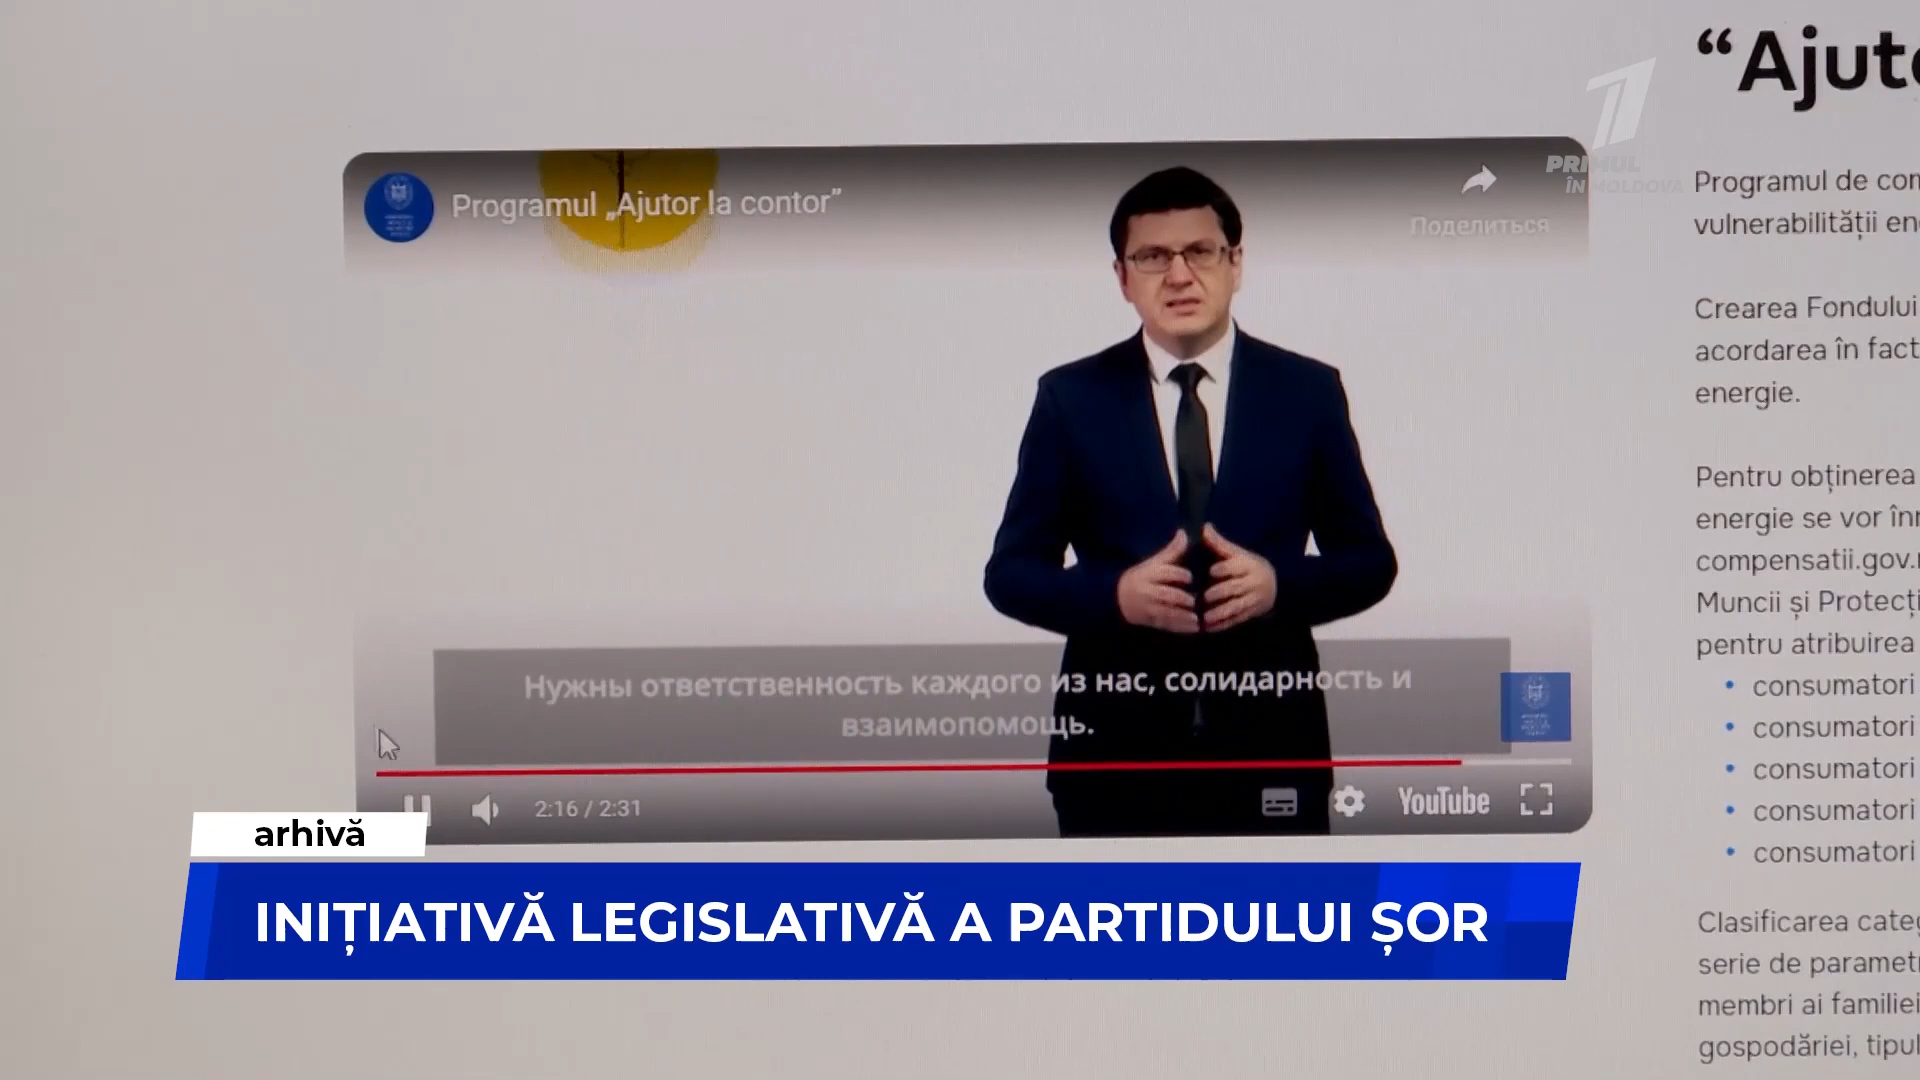 “Ajut
PRIMUL
ÎN MOLDOVA
Programul „Ajutor la contor”
Поделиться
Programul de com
vulnerabilității en
Crearea Fondului
acordarea în fact
energie.
Pentru obținerea
energie se vor în
compensatii.gov.
Muncii și Protecți
pentru atribuirea
consumatori
consumatori
consumatori
consumatori
consumatori
Clasificarea categ
serie de parametr
membri ai familiei
gospodăriei, tipul
Нужны ответственность каждого из нас, солидарность и
взаимопомощь.
2:16 / 2:31
YouTube
arhivă
INIȚIATIVĂ LEGISLATIVĂ A PARTIDULUI ȘOR